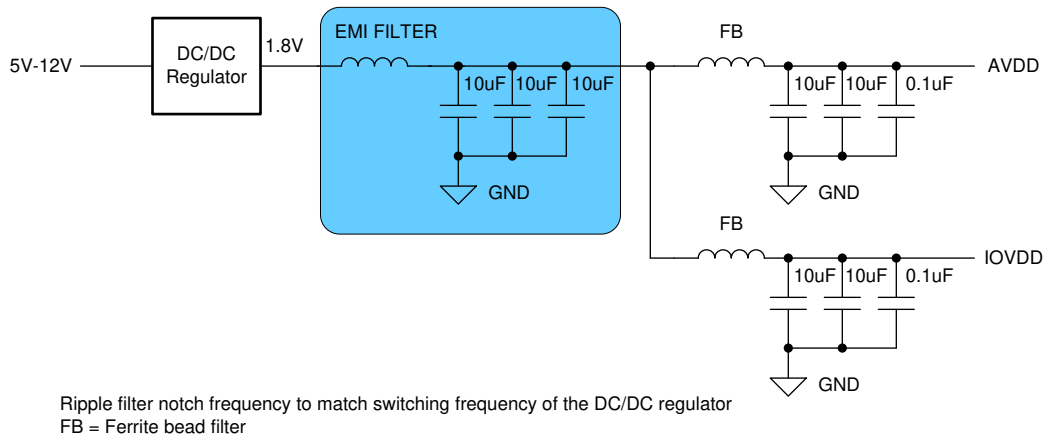 EMI FILTER
FB
5V-12V
DC/DC
Regulator
1.8V
10uF
10uF
10uF
10uF
10uF
0.1uF
AVDD
GND
GND
FB
10uF
10uF
0.1uF
IOVDD
GND
Ripple filter notch frequency to match switching frequency of the DC/DC regulator
FB = Ferrite bead filter